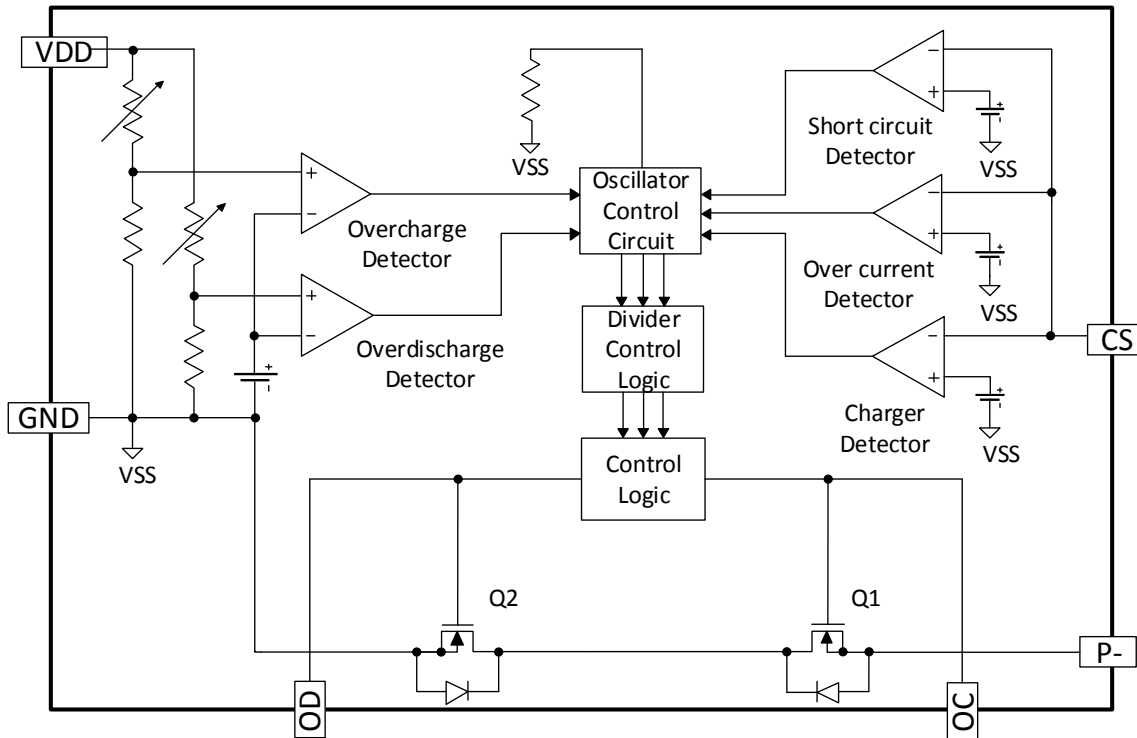 VDD
VSS
Short circuit
Detector
VSS
Oscillator
Control
Circuit
Overcharge
Detector
Over current
Detector
VSS
Divider
Control
Logic
Overdischarge
Detector
CS
GND
VSS
Charger
Detector
VSS
Control
Logic
Q2
Q1
P-
OD
OC